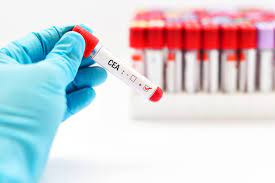 CEA : - □ + ☑